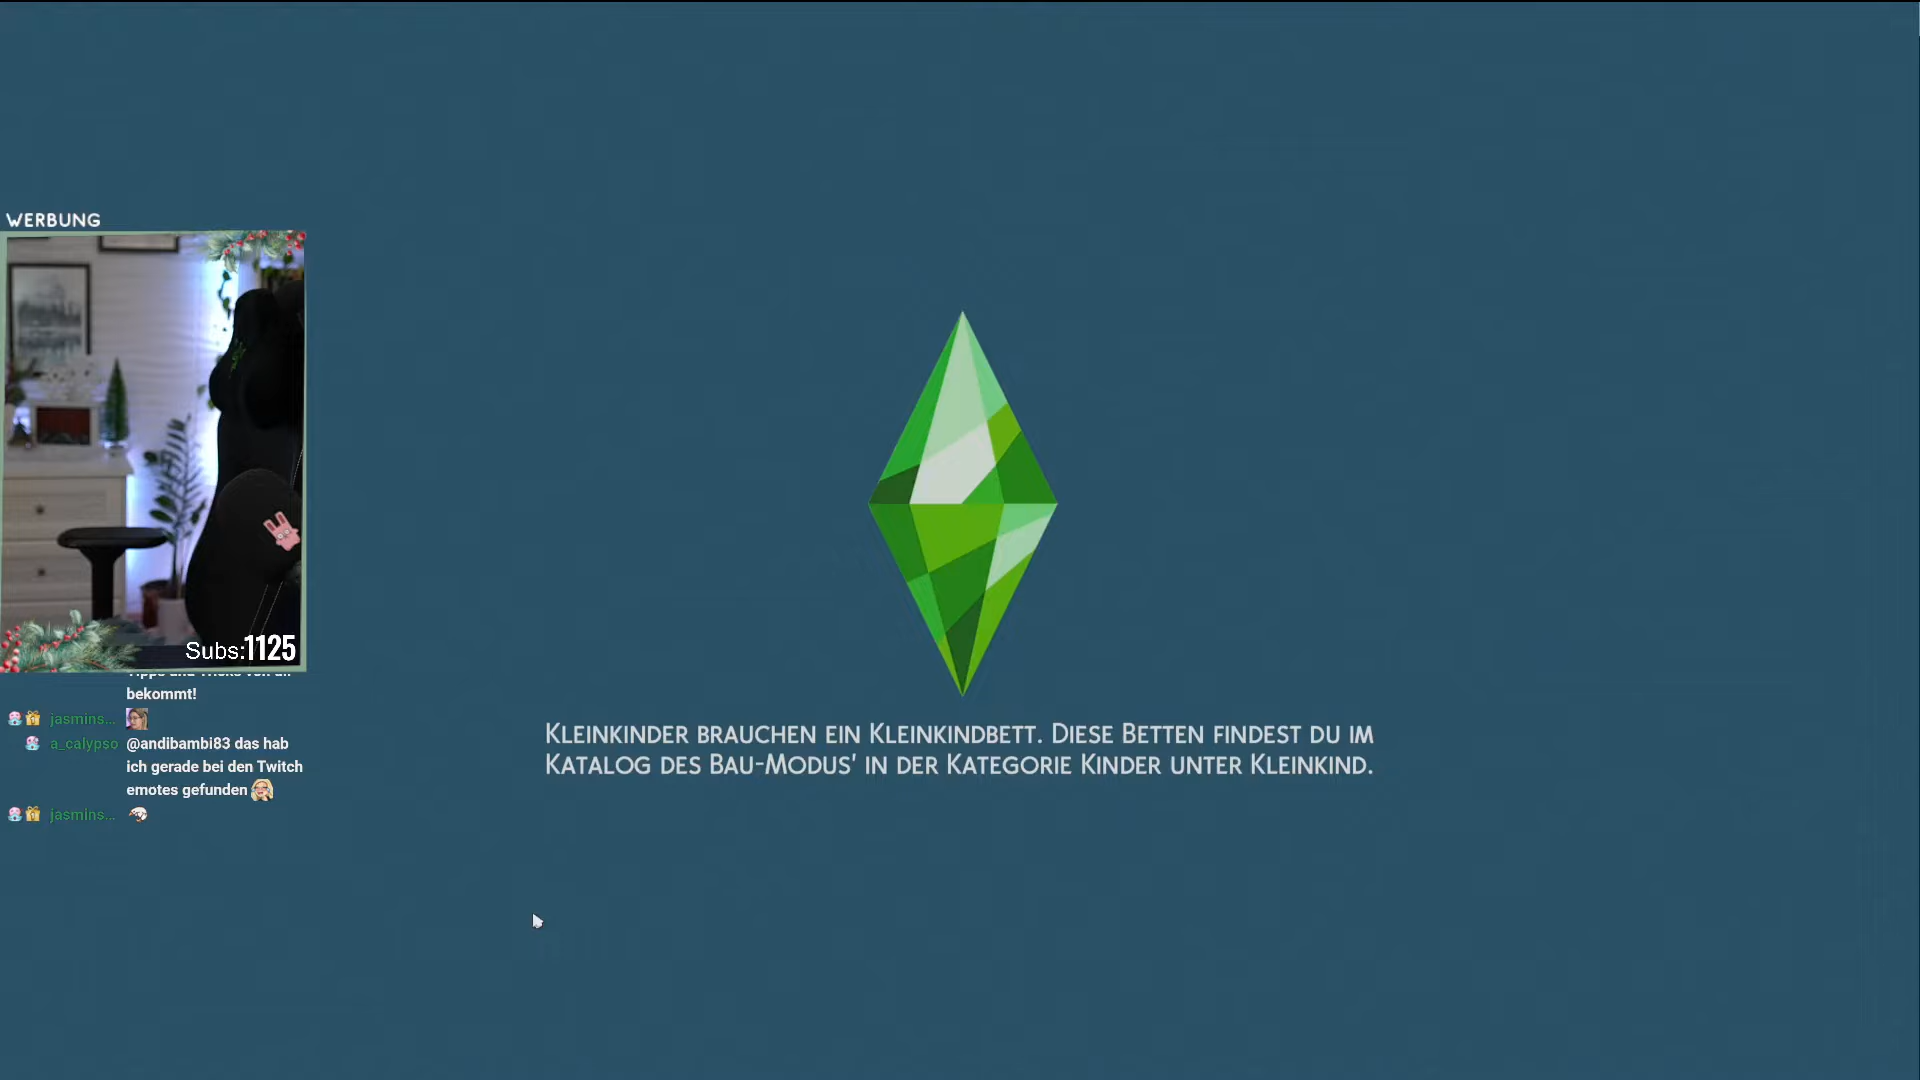 WERBUNG
Subs:1125
bekommt!
jasmins...
a_calypso @andibambi83 das hab
ich gerade bei den Twitch
emotes gefunden
jasmins...
KLEINKINDER BRAUCHEN EIN KLEINKINDBETT. DIESE BETTEN FINDEST DU IM
KATALOG DES BAU-MODUS' IN DER KATEGORIE KINDER UNTER KLEINKIND.